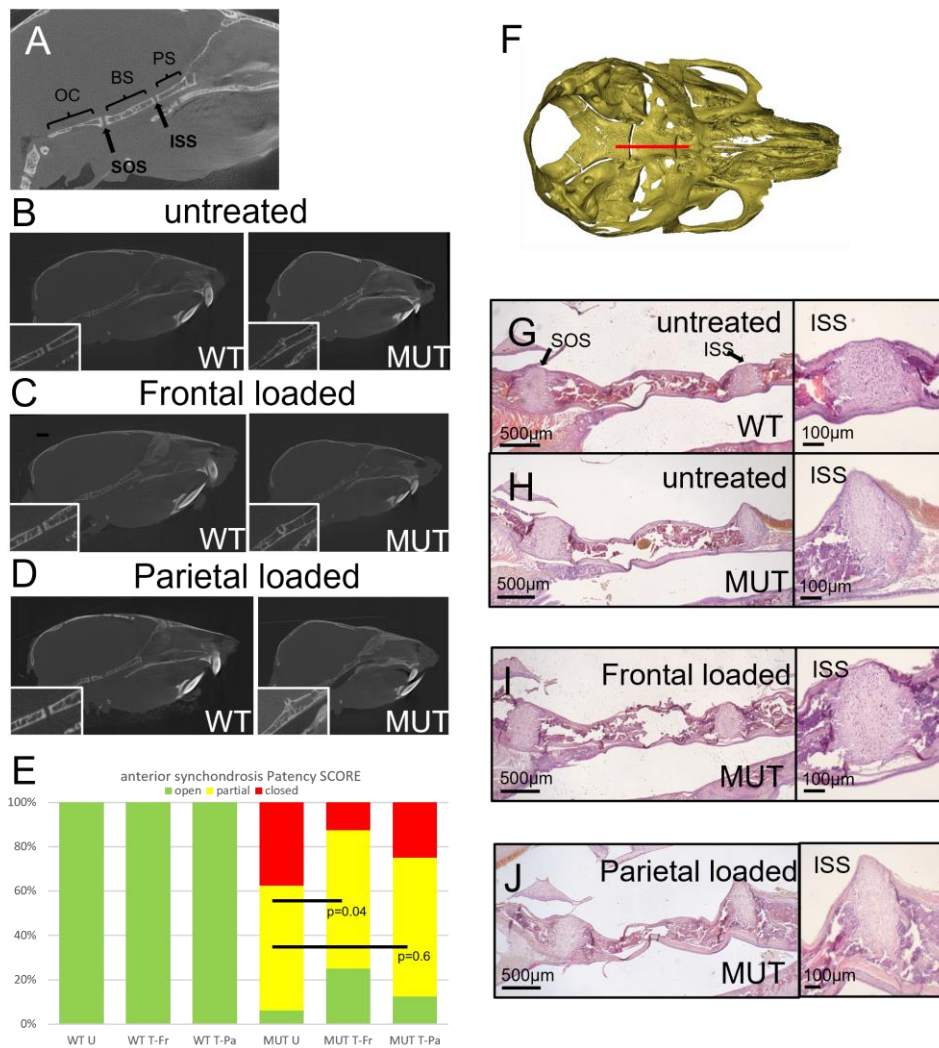 A
PS
BS
OC
ISS
SOS
B
untreated
WT
MUT
C
Frontal loaded
WT
MUT
D
Parietal loaded
WT
MUT
E
anterior synchondrosis Patency SCORE
open partial closed
100%
80%
60%
40%
20%
0%
p=0.04
p=0.6
WT U WT T-Fr WT T-Pa MUT U MUT T-Fr MUT T-Pa
F
G
SOS
untreated
ISS
WT
500µm
ISS
100µm
H
untreated
MUT
500µm
ISS
100µm
I
Frontal loaded
MUT
500µm
ISS
100µm
J
Parietal loaded
MUT
500µm
ISS
100µm